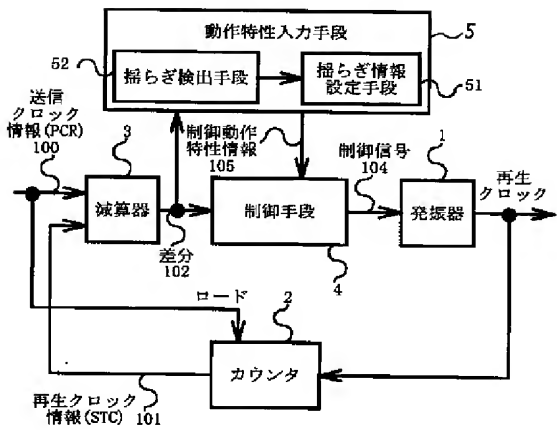 動作特性入力手段
5
52
揺らぎ検出手段
揺らぎ情報
設定手段
51
送信
クロック
情報(PCR)
100
3
減算器
制御動作
特性情報
105
制御信号
104
1
再生
クロック
制御手段
発振器
差分
102
4
ロード
2
カウンタ
再生クロック
情報(STC)
101